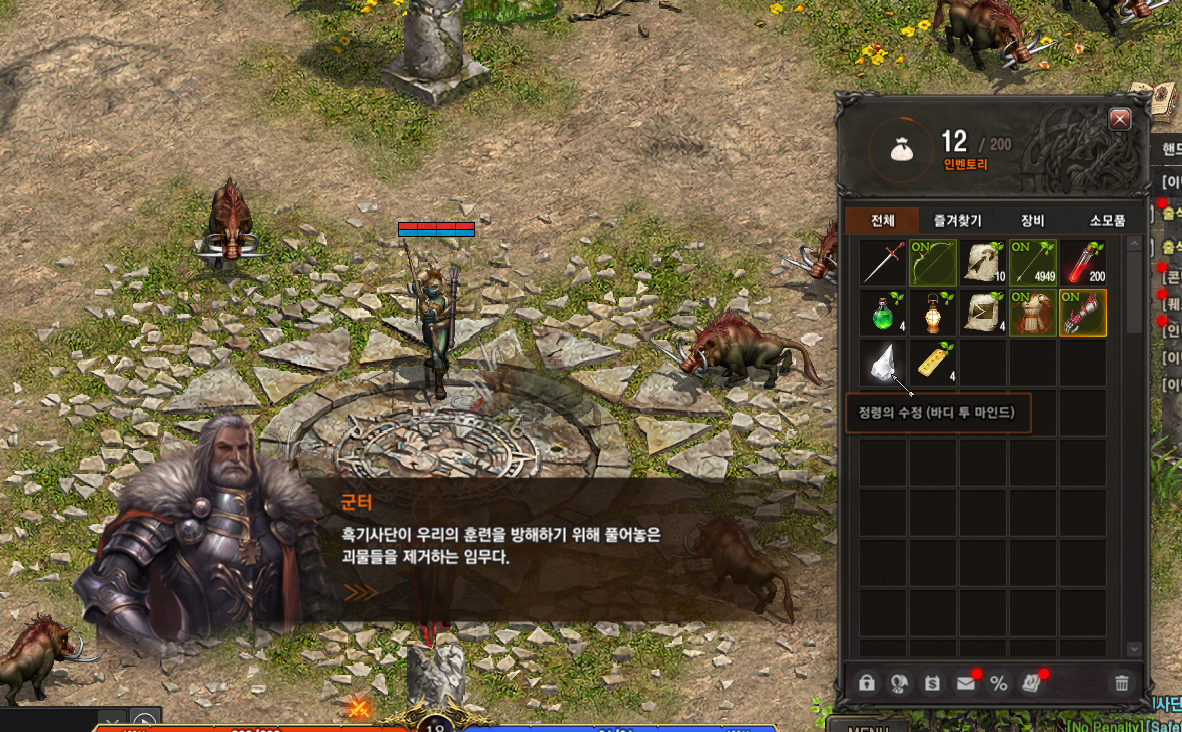 12 / 200
인벤토리
전체 즐겨찾기 장비 소모품
ON 10 ON 4949 200
4 4 ON ON
4
정령의 수정 (바디 투 마인드)
군터
흑기사단이 우리의 훈련을 방해하기 위해 풀어놓은
괴물들을 제거하는 임무다.
MENU
[No Penalty]